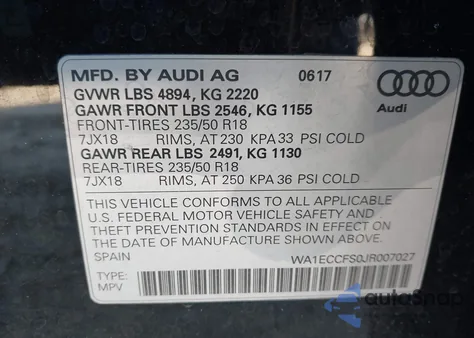 MFD. BY AUDI AG 0617
GVWR LBS 4894, KG 2220
GAWR FRONT LBS 2546, KG 1155
FRONT-TIRES 235/50 R18
7JX18 RIMS, AT 230 KPA 33 PSI COLD
GAWR REAR LBS 2491, KG 1130
REAR-TIRES 235/50 R18
7JX18 RIMS, AT 250 KPA 36 PSI COLD
Audi
THIS VEHICLE CONFORMS TO ALL APPLICABLE
U.S. FEDERAL MOTOR VEHICLE SAFETY AND
THEFT PREVENTION STANDARDS IN EFFECT ON
THE DATE OF MANUFACTURE SHOWN ABOVE.
SPAIN WA1ECCFS0JR007027
TYPE:
MPV
autoSnap